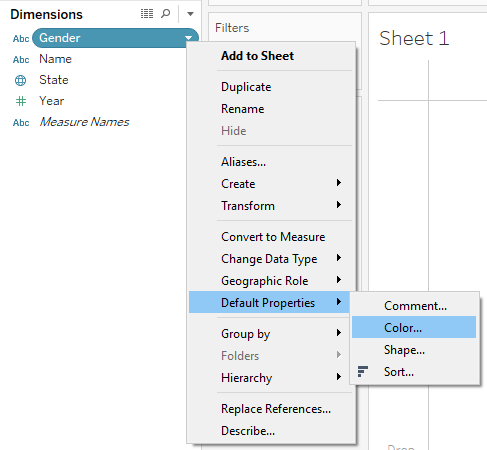 Dimensions
Abc Gender
Abc Name
State
# Year
Abc Measure Names
Filters
Add to Sheet
Duplicate
Rename
Hide
Aliases...
Create
Transform
Convert to Measure
Change Data Type
Geographic Role
Default Properties
Group by
Folders
Hierarchy
Replace References...
Describe...
Comment...
Color...
Shape...
Sort...
Sheet 1
Drop